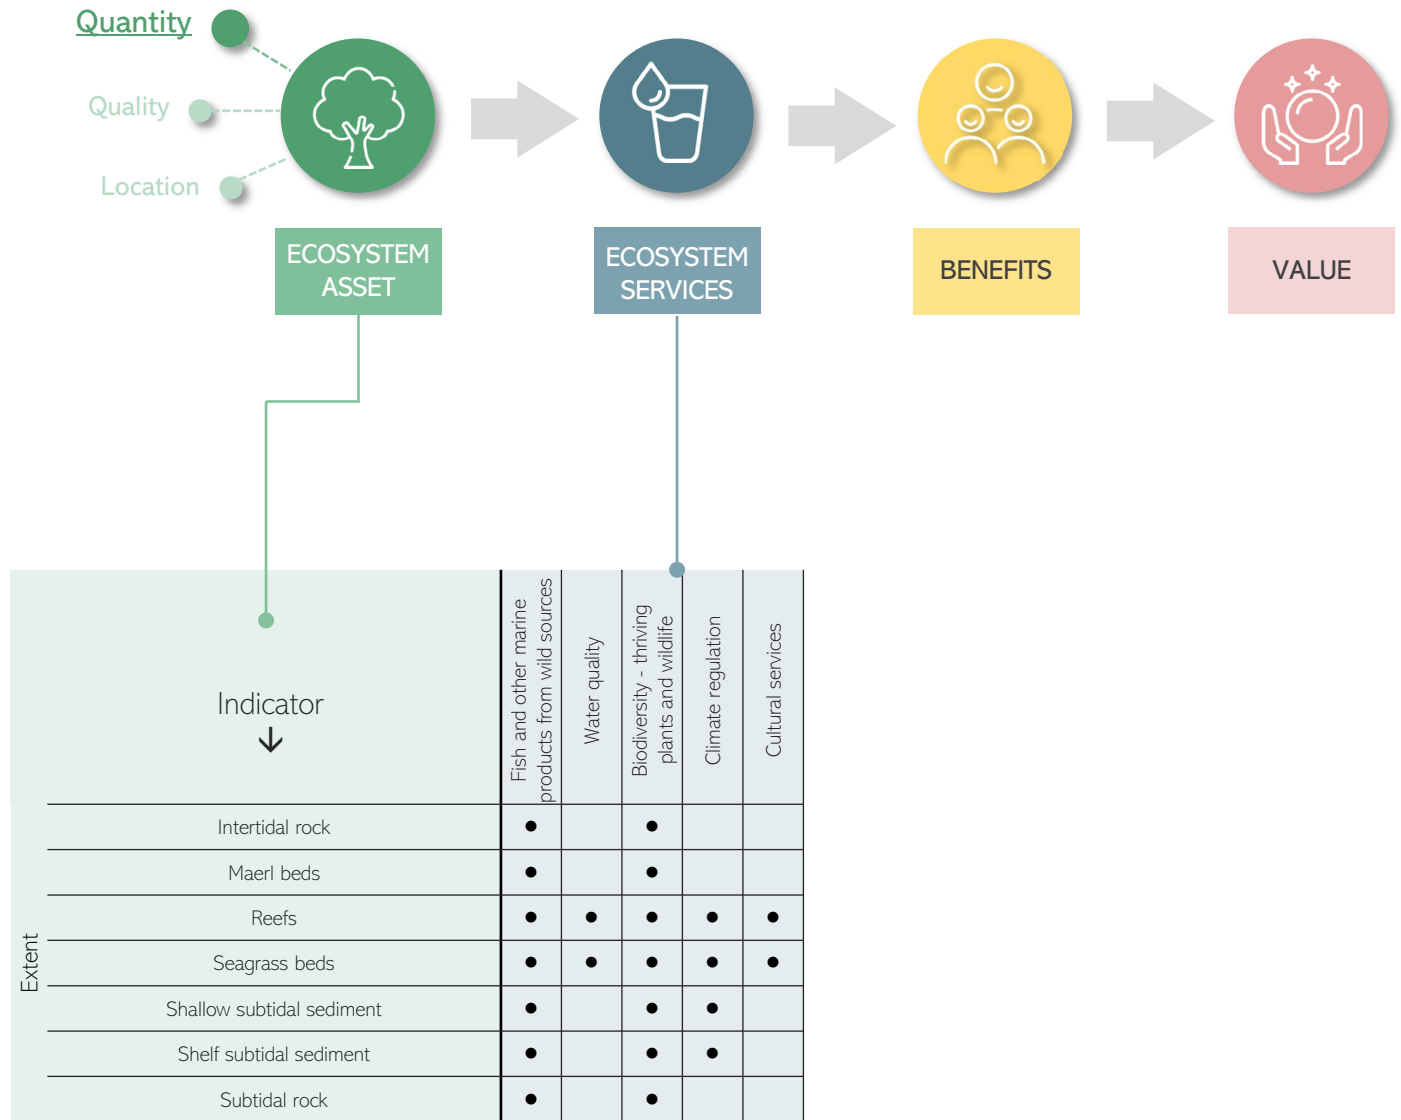 Quantity
Quality
Location
ECOSYSTEM
ASSET
ECOSYSTEM
SERVICES
BENEFITS
VALUE
Indicator
Fish and other marine
products from wild sources
Water quality
Biodiversity - thriving
plants and wildlife
Climate regulation
Cultural services
Extent
Intertidal rock
Maerl beds
Reefs
Seagrass beds
Shallow subtidal sediment
Shelf subtidal sediment
Subtidal rock